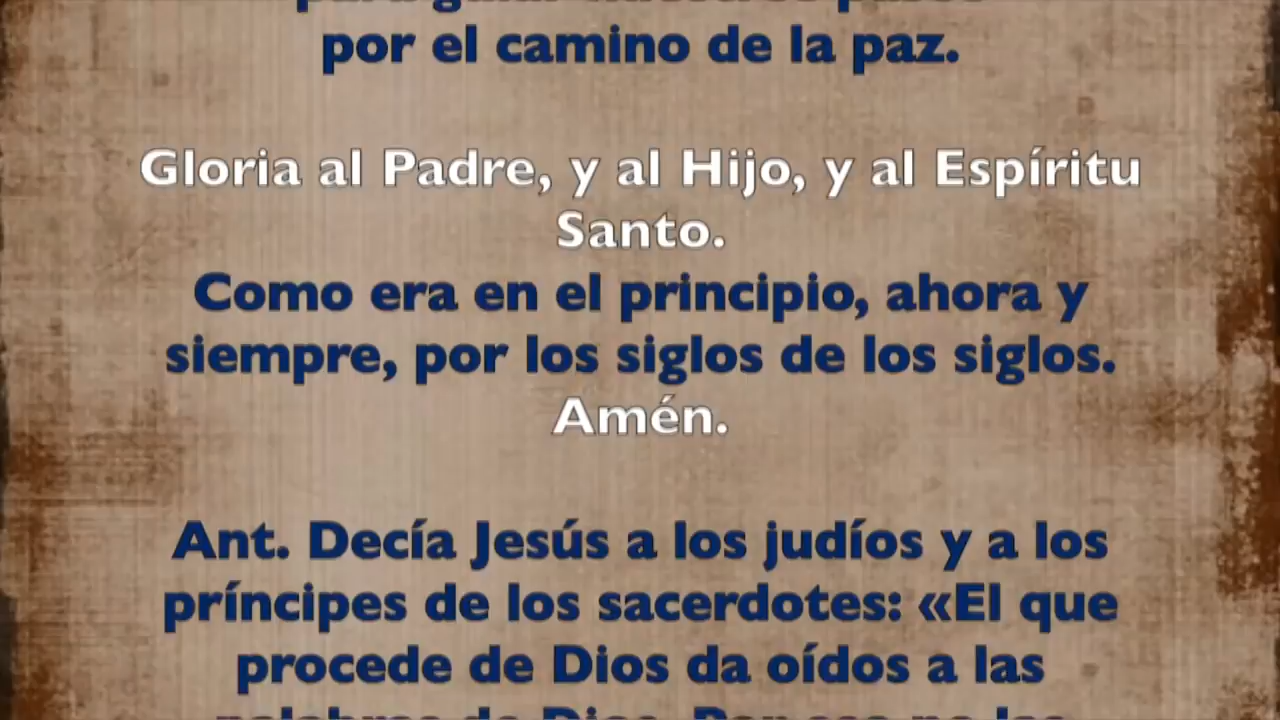 por el camino de la paz.
Gloria al Padre, y al Hijo, y al Espíritu
Santo.
Como era en el principio, ahora y
siempre, por los siglos de los siglos.
Amén.
Ant. Decía Jesús a los judíos y a los
príncipes de los sacerdotes: «El que
procede de Dios da oídos a las